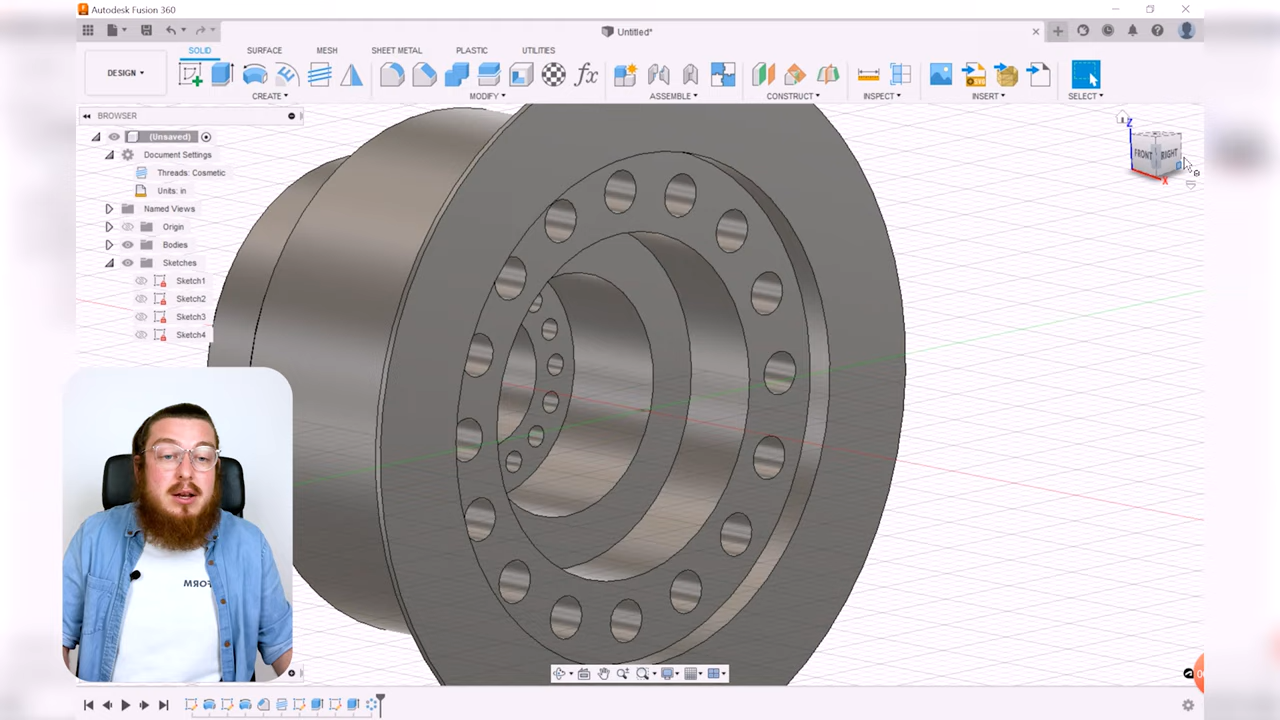 Autodesk Fusion 360
Untitled*
SOLID
SURFACE
MESH
SHEET METAL
PLASTIC
UTILITIES
DESIGN
CREATE
MODIFY
ASSEMBLE
CONSTRUCT
INSPECT
INSERT
SELECT
BROWSER
(Unsaved)
Document Settings
Threads: Cosmetic
Units: in
Named Views
Origin
Bodies
Sketches
Sketch1
Sketch2
Sketch3
Sketch4
Z
FRONT
RIGHT
X